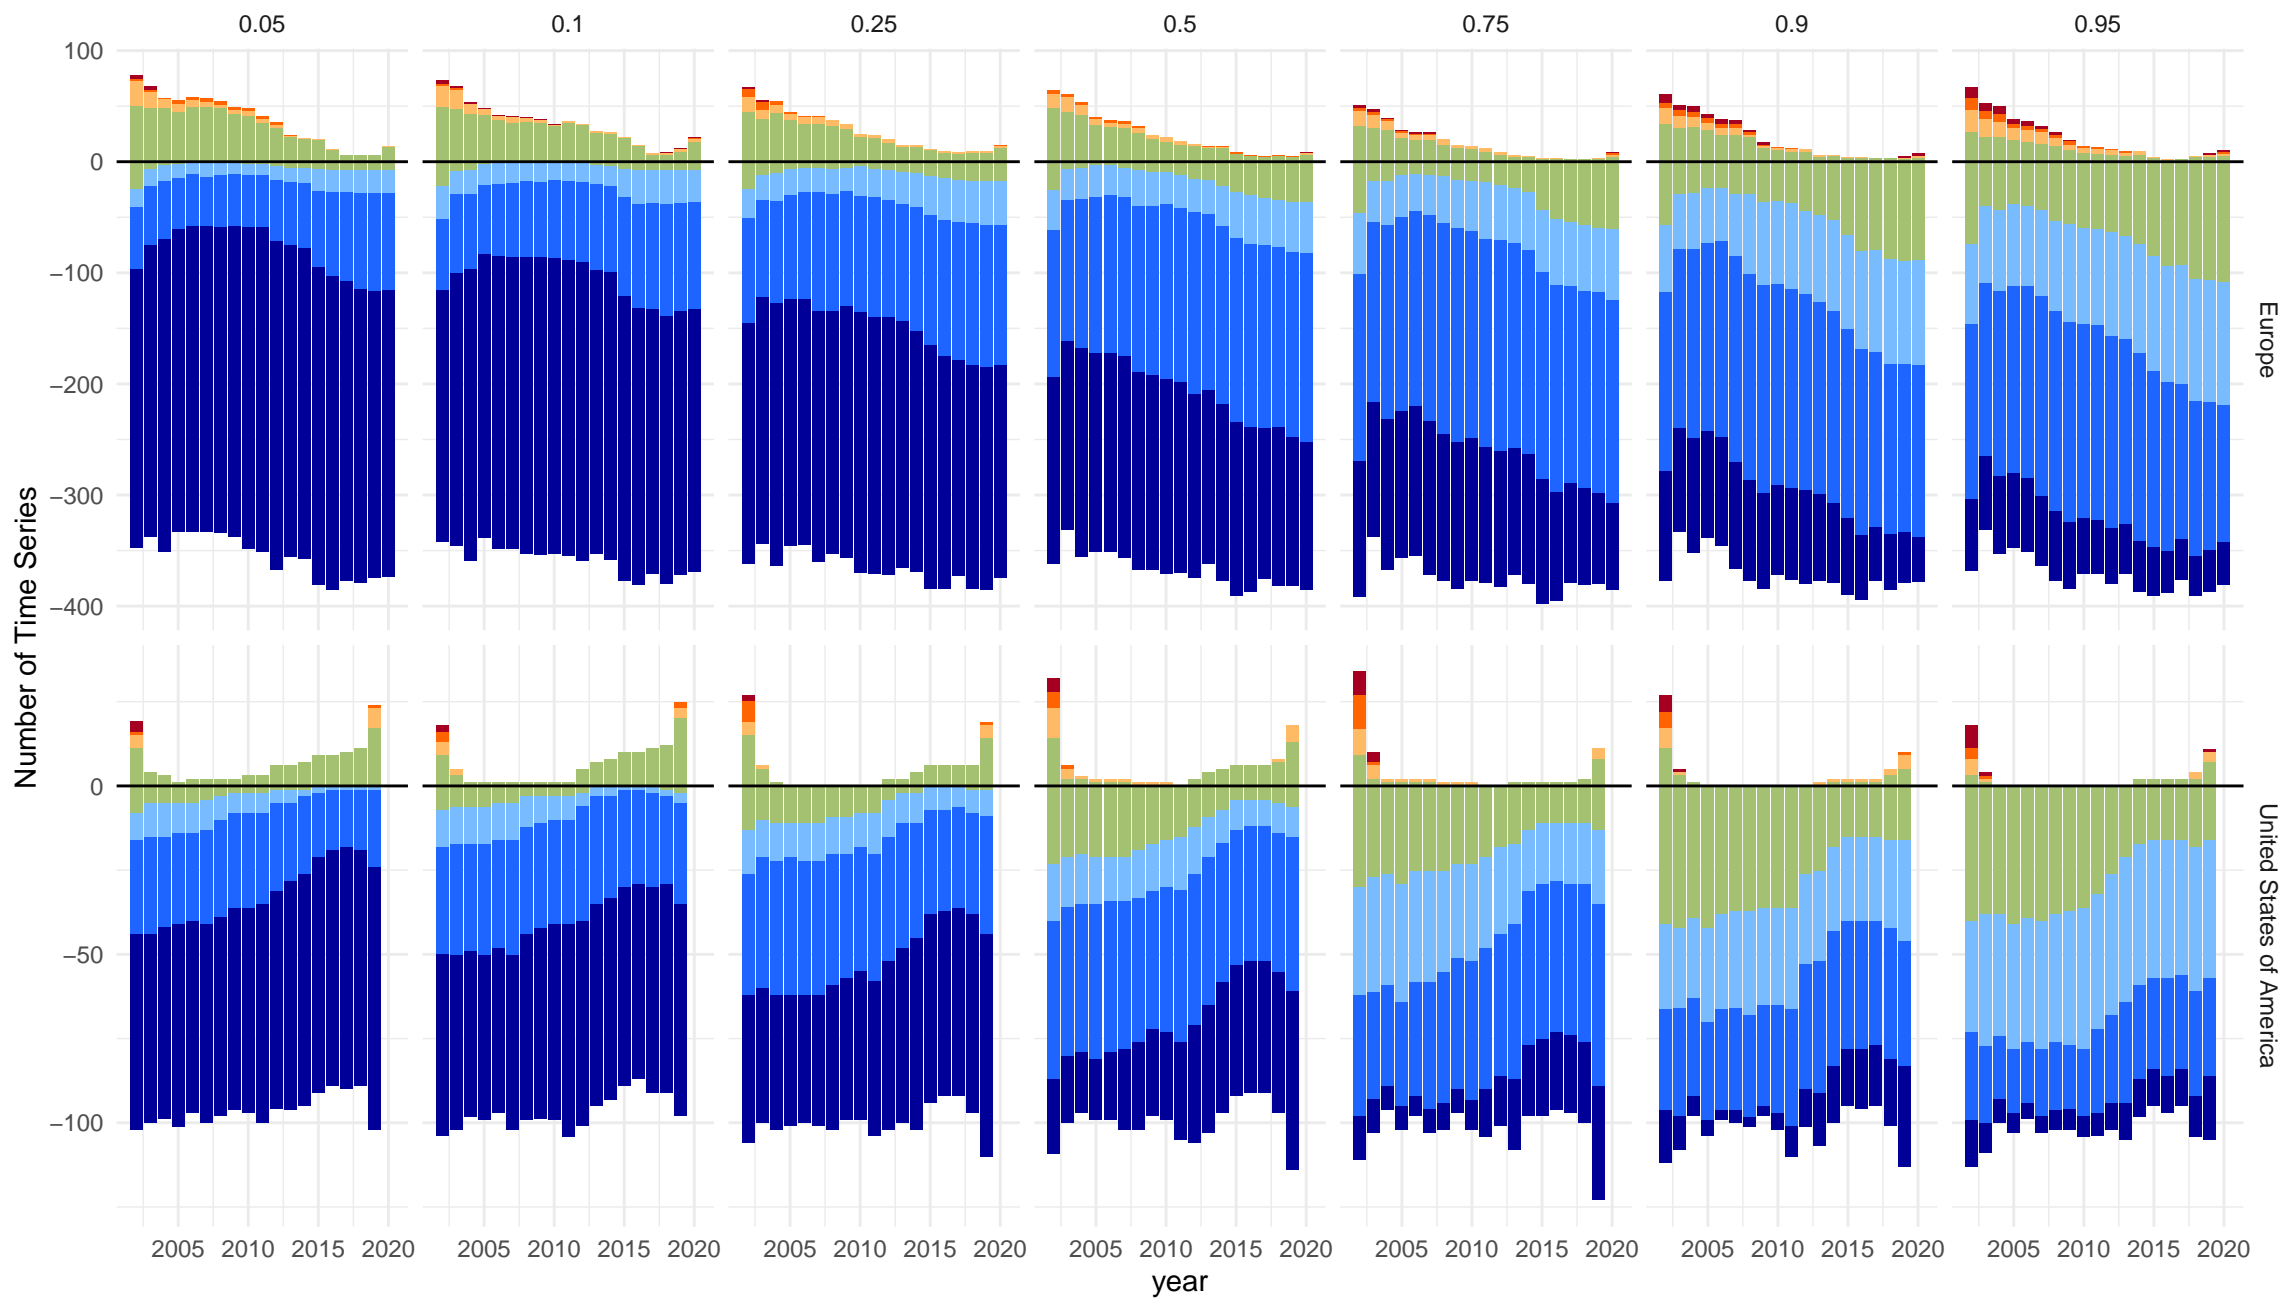 0.05 0.1 0.25 0.5 0.75 0.9 0.95
100
0
−100
−200
−300
−400
Europe
0
−50
−100
United States of America
Number of Time Series
2005 2010 2015 2020 2005 2010 2015 2020 2005 2010 2015 2020 2005 2010 2015 2020 2005 2010 2015 2020 2005 2010 2015 2020 2005 2010 2015 2020
year